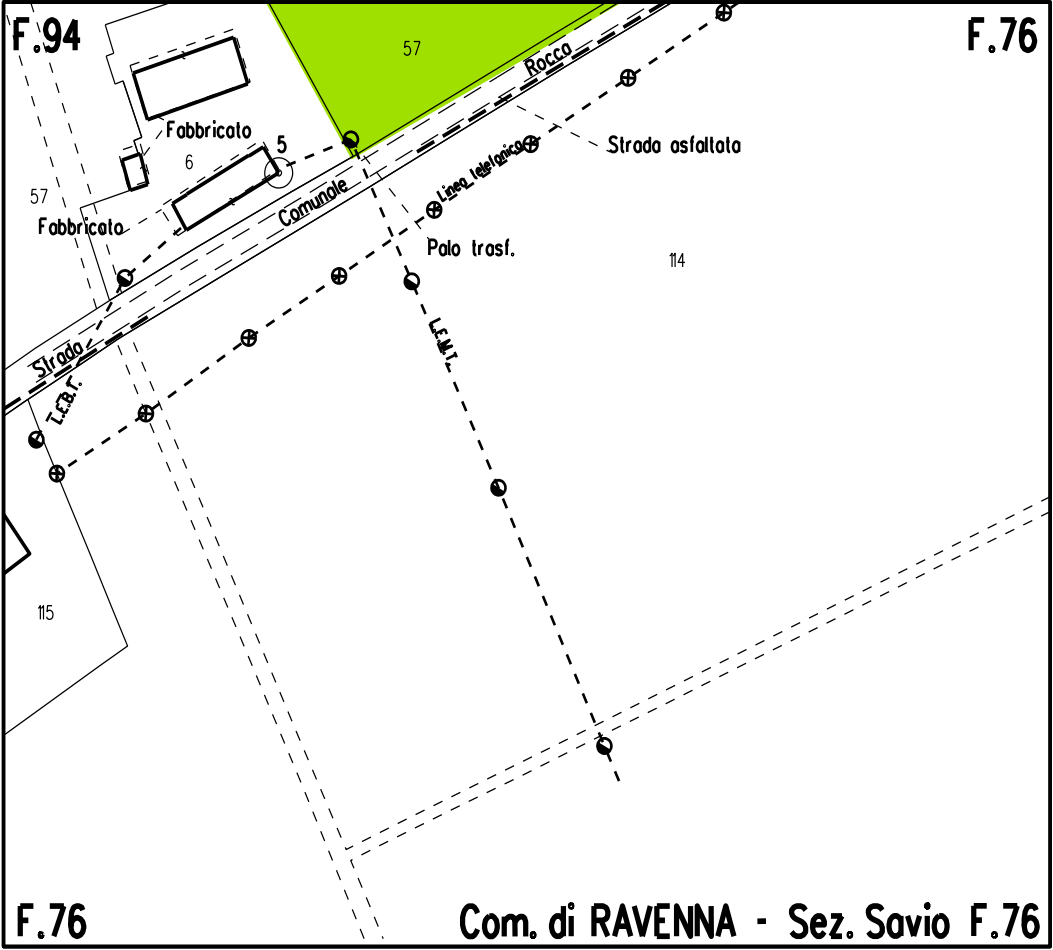 F.94
F.76
57
Rocca
Fabbricato
5
Strada asfaltata
6
Linea telefonica
57
Comunale
Fabbricato
Palo trasf.
114
L.E.M.T.
Strada
L.E.B.T.
115
F.76
Com. di RAVENNA - Sez. Savio F.76